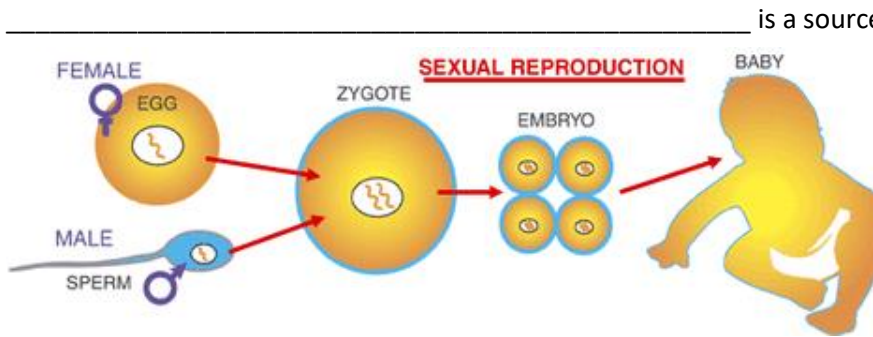 is a source
FEMALE
EGG
ZYGOTE
SEXUAL REPRODUCTION
BABY
EMBRYO
MALE
SPERM